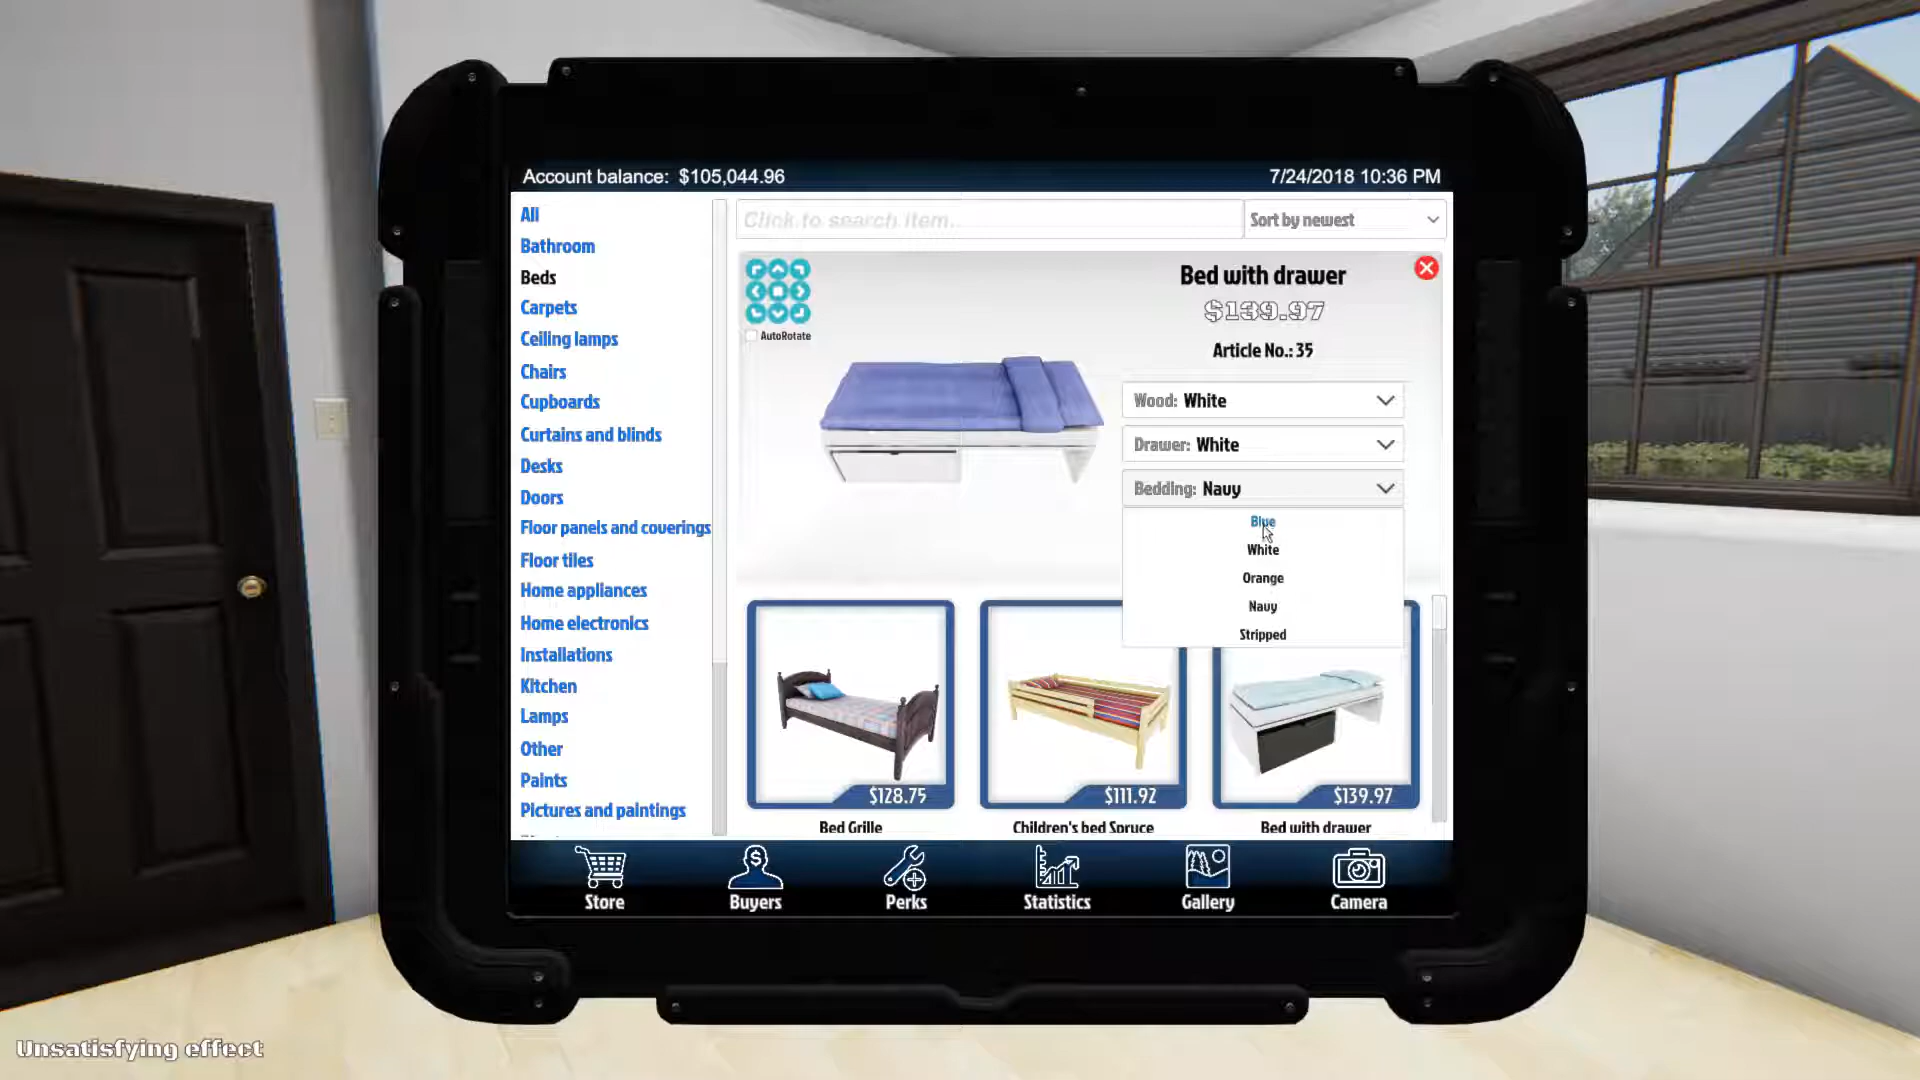 Account balance: $105,044.96
7/24/2018 10:36 PM
All
Bathroom
Beds
Carpets
Ceiling lamps
Chairs
Cupboards
Curtains and blinds
Desks
Doors
Floor panels and coverings
Floor tiles
Home appliances
Home electronics
Installations
Kitchen
Lamps
Other
Paints
Pictures and paintings
Click to search item...
Sort by newest
AutoRotate
Bed with drawer
$139.97
Article No.: 35
Wood: White
Drawer: White
Bedding: Navy
Blue
White
Orange
Navy
Stripped
$128.75
$111.92
$139.97
Bed Grille
Children's bed Spruce
Bed with drawer
Store
Buyers
Perks
Statistics
Gallery
Camera
Unsatisfying effect